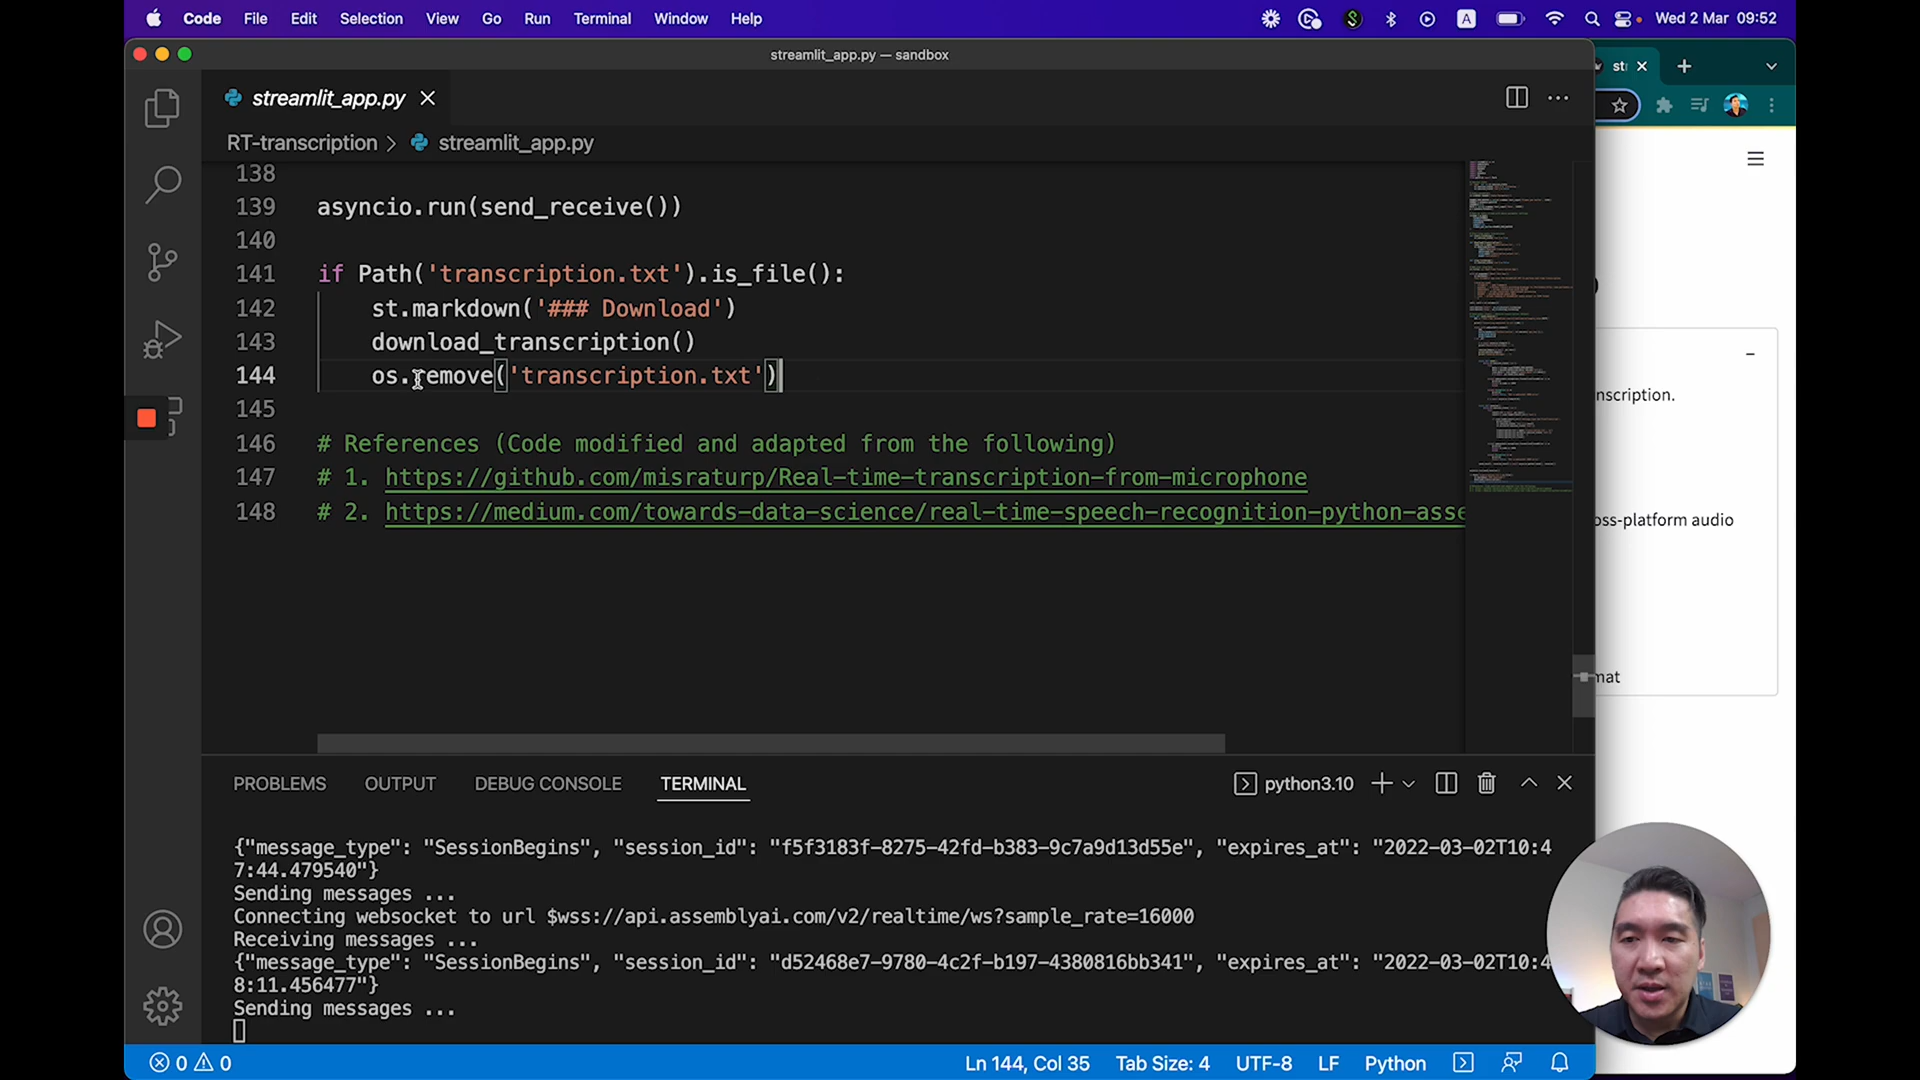 Code File Edit Selection View Go Run Terminal Window Help
A Wed 2 Mar 09:52
streamlit_app.py — sandbox
streamlit_app.py
RT-transcription > streamlit_app.py
138
139 asyncio.run(send_receive())
140
141 if Path('transcription.txt').is_file():
142 st.markdown('### Download')
143 download_transcription()
144 os.remove('transcription.txt')
145
146 # References (Code modified and adapted from the following)
147 # 1. https://github.com/misraturp/Real-time-transcription-from-microphone
148 # 2. https://medium.com/towards-data-science/real-time-speech-recognition-python-asse
st
nscription.
oss-platform audio
mat
PROBLEMS OUTPUT DEBUG CONSOLE TERMINAL python3.10
{"message_type": "SessionBegins", "session_id": "f5f3183f-8275-42fd-b383-9c7a9d13d55e", "expires_at": "2022-03-02T10:4
7:44.479540"}
Sending messages ...
Connecting websocket to url $wss://api.assemblyai.com/v2/realtime/ws?sample_rate=16000
Receiving messages ...
{"message_type": "SessionBegins", "session_id": "d52468e7-9780-4c2f-b197-4380816bb341", "expires_at": "2022-03-02T10:4
8:11.456477"}
Sending messages ...
0 0 Ln 144, Col 35 Tab Size: 4 UTF-8 LF Python